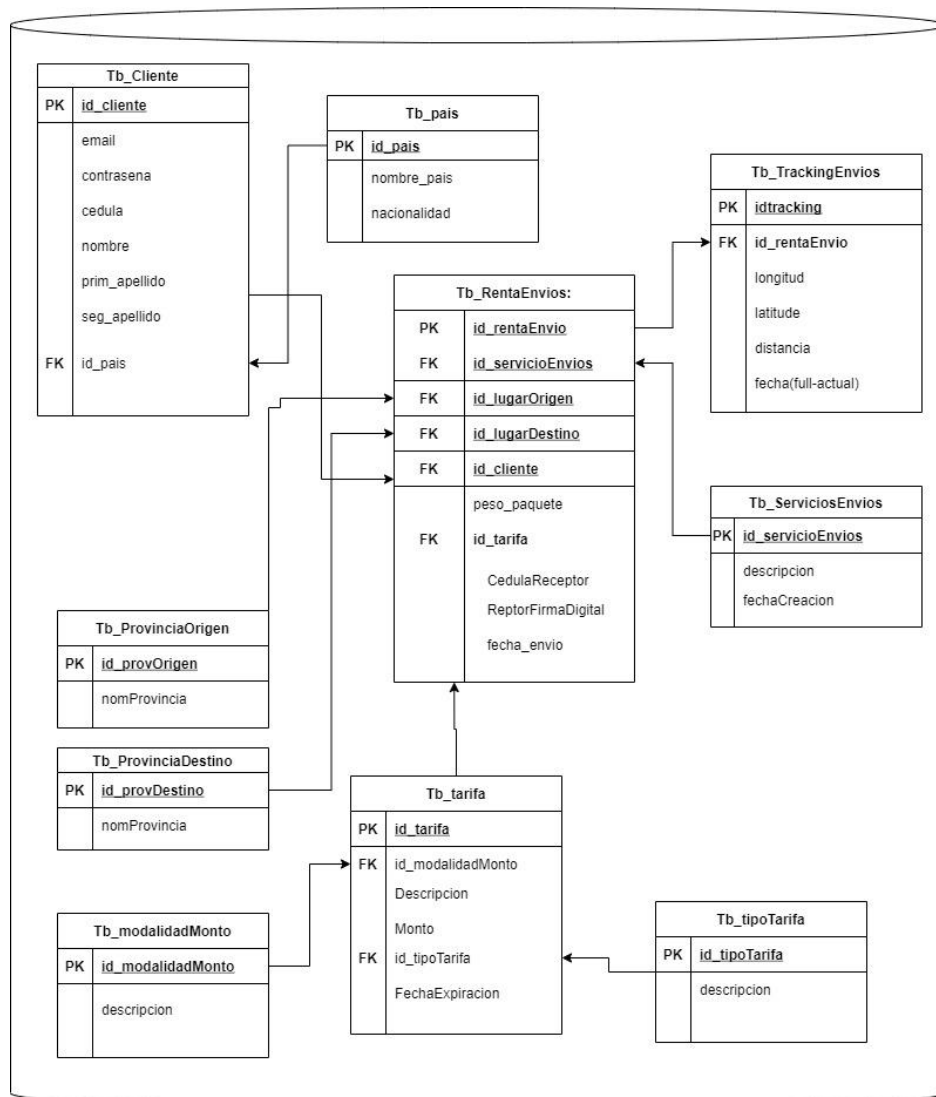 Tb_Cliente
PK id_cliente
email
contrasena
cedula
nombre
prim_apellido
seg_apellido
FK id_pais
Tb_pais
PK id_pais
nombre_pais
nacionalidad
Tb_TrackingEnvios
PK idtracking
FK id_rentaEnvio
longitud
latitude
distancia
fecha(full-actual)
Tb_RentaEnvios:
PK id_rentaEnvio
FK id_servicioEnvios
FK id_lugarOrigen
FK id_lugarDestino
FK id_cliente
peso_paquete
FK id_tarifa
CedulaReceptor
ReptorFirmaDigital
fecha_envio
Tb_ServiciosEnvios
PK id_servicioEnvios
descripcion
fechaCreacion
Tb_ProvinciaOrigen
PK id_provOrigen
nomProvincia
Tb_ProvinciaDestino
PK id_provDestino
nomProvincia
Tb_tarifa
PK id_tarifa
FK id_modalidadMonto
Descripcion
Monto
FK id_tipoTarifa
FechaExpiracion
Tb_modalidadMonto
PK id_modalidadMonto
descripcion
Tb_tipoTarifa
PK id_tipoTarifa
descripcion